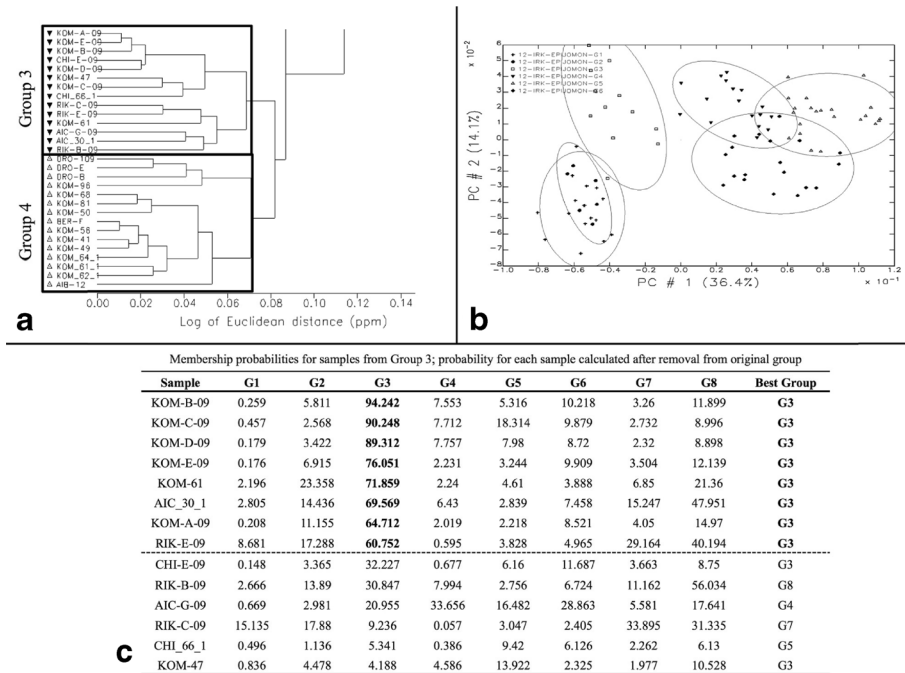 Group 3
KOM-A-09
KOM-E-09
KOM-B-09
CHI-E-09
KOM-D-09
KOM-47
KOM-C-09
CHI_66_1
RIK-C-09
RIK-E-09
KOM-61
AIC-G-09
AIC_30_1
RIK-B-09
Group 4
DRO-109
DRO-E
DRO-B
KOM-96
KOM-68
KOM-81
KOM-50
BER-F
KOM-58
KOM-41
KOM-49
KOM_64_1
KOM_61_1
KOM_62_1
AIB-12
0.00 0.02 0.04 0.06 0.08 0.10 0.12 0.14
Log of Euclidean distance (ppm)
a
× 10⁻²
6
5
4
3
2
1
0
-1
-2
-3
-4
-5
-6
-7
-8
PC # 2 (14.1%)
12-IRK-EPIJOMON-G1
12-IRK-EPIJOMON-G2
12-IRK-EPIJOMON-G3
12-IRK-EPIJOMON-G4
12-IRK-EPIJOMON-G5
12-IRK-EPIJOMON-G6
-1.0 -0.8 -0.6 -0.4 -0.2 0.0 0.2 0.4 0.6 0.8 1.0 1.2
PC # 1 (36.4%) × 10⁻¹
b
Membership probabilities for samples from Group 3; probability for each sample calculated after removal from original group
Sample G1 G2 G3 G4 G5 G6 G7 G8 Best Group
KOM-B-09 0.259 5.811 94.242 7.553 5.316 10.218 3.26 11.899 G3
KOM-C-09 0.457 2.568 90.248 7.712 18.314 9.879 2.732 8.996 G3
KOM-D-09 0.179 3.422 89.312 7.757 7.98 8.72 2.32 8.898 G3
KOM-E-09 0.176 6.915 76.051 2.231 3.244 9.909 3.504 12.139 G3
KOM-61 2.196 23.358 71.859 2.24 4.61 3.888 6.85 21.36 G3
AIC_30_1 2.805 14.436 69.569 6.43 2.839 7.458 15.247 47.951 G3
KOM-A-09 0.208 11.155 64.712 2.019 2.218 8.521 4.05 14.97 G3
RIK-E-09 8.681 17.288 60.752 0.595 3.828 4.965 29.164 40.194 G3
CHI-E-09 0.148 3.365 32.227 0.677 6.16 11.687 3.663 8.75 G3
RIK-B-09 2.666 13.89 30.847 7.994 2.756 6.724 11.162 56.034 G8
AIC-G-09 0.669 2.981 20.955 33.656 16.482 28.863 5.581 17.641 G4
RIK-C-09 15.135 17.88 9.236 0.057 3.047 2.405 33.895 31.335 G7
CHI_66_1 0.496 1.136 5.341 0.386 9.42 6.126 2.262 6.13 G5
KOM-47 0.836 4.478 4.188 4.586 13.922 2.325 1.977 10.528 G3
c